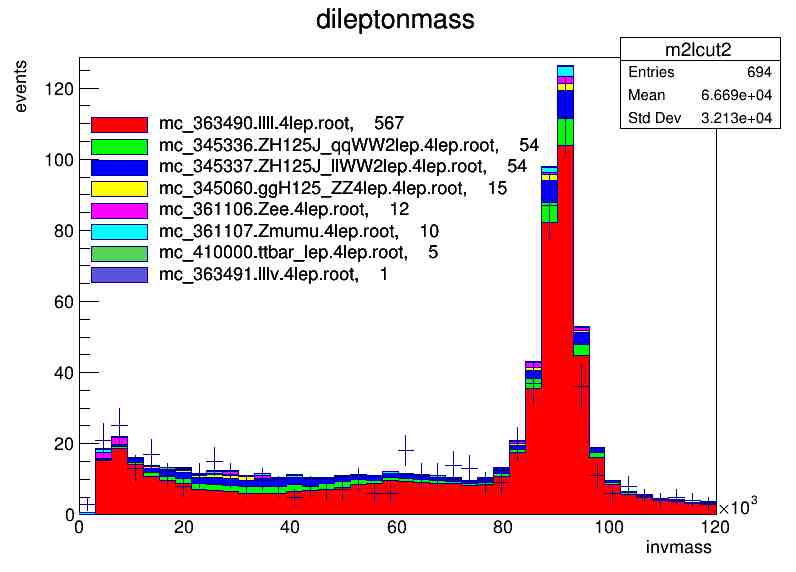 dileptonmass
events
m2lcut2
Entries 694
Mean 6.669e+04
Std Dev 3.213e+04
mc_363490.llll.4lep.root, 567
mc_345336.ZH125J_qqWW2lep.4lep.root, 54
mc_345337.ZH125J_llWW2lep.4lep.root, 54
mc_345060.ggH125_ZZ4lep.4lep.root, 15
mc_361106.Zee.4lep.root, 12
mc_361107.Zmumu.4lep.root, 10
mc_410000.ttbar_lep.4lep.root, 5
mc_363491.lllv.4lep.root, 1
120
100
80
60
40
20
0
0 20 40 60 80 100 120
×10³
invmass